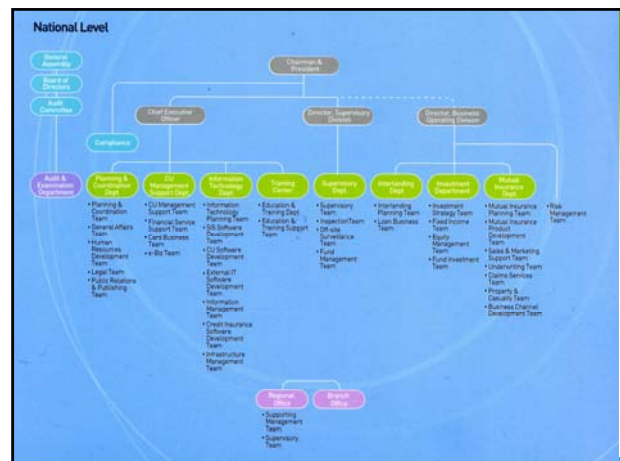 National Level
General
Assembly
Board of
Directors
Audit
Committee
Chairman &
President
Chief Executive
Officer
Director, Supervisory
Division
Director, Business
Operating Division
Compliance
Audit &
Examination
Department
Planning &
Coordination
Dept.
CU
Management
Support Dept.
Information
Technology
Dept.
Training
Center
Supervisory
Dept.
Interlending
Dept
Investment
Department
Mutual
Insurance
Dept.
• Planning &
Coordination
Team
• General Affairs
Team
• Human
Resources
Development
Team
• Legal Team
• Public Relations
& Publishing
Team
• CU Management
Support Team
• Financial Service
Support Team
• Card Business
Team
• e-Biz Team
• Information
Technology
Planning Team
• SIS Software
Development
Team
• CU Software
Development
Team
• External IT
Software
Development
Team
• Information
Management
Team
• Credit Insurance
Software
Development
Team
• Infrastructure
Management
Team
• Education &
Training Dept.
• Education &
Training Support
Team
• Supervisory
Team
• InspectionTeam
• Off-site
Surveillance
Team
• Fund
Management
Team
• Interlending
Planning Team
• Loan Business
Team
• Investment
Strategy Team
• Fixed Income
Team
• Equity
Management
Team
• Fund Investment
Team
• Mutual Insurance
Planning Team
• Mutual Insurance
Product
Development
Team
• Sales & Marketing
Support Team
• Underwriting Team
• Claims Services
Team
• Property &
Casualty Team
• Business Channel
Development Team
• Risk
Management
Team
Regional
Office
Branch
Office
• Supporting
Management
Team
• Supervisory
Team